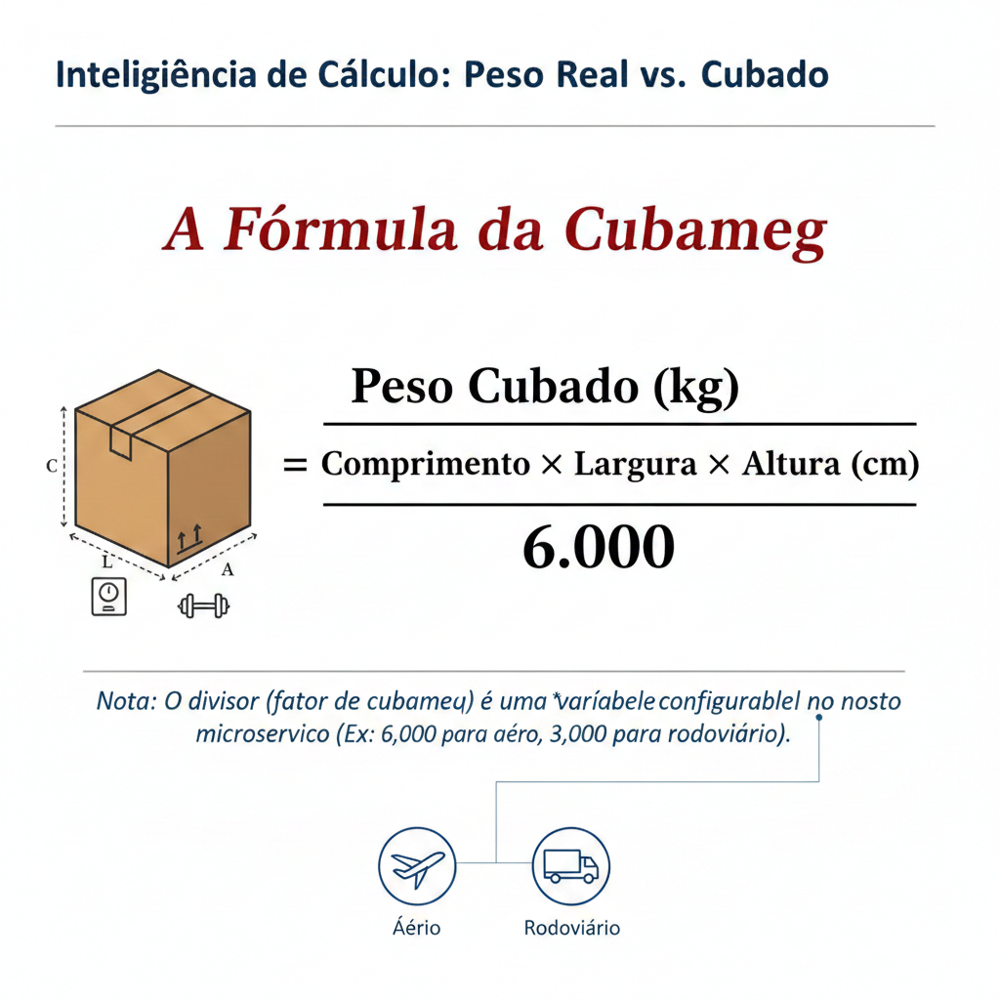 Inteligiência de Cálculo: Peso Real vs. Cubado
A Fórmula da Cubameg
Peso Cubado (kg)
= Comprimento × Largura × Altura (cm)
6.000
C
L
A
Nota: O divisor (fator de cubameų) é uma *varíabele configurablel no nosto
microservico (Ex: 6,000 para aéro, 3,000 para rodoviário).
Áério
Rodoviário